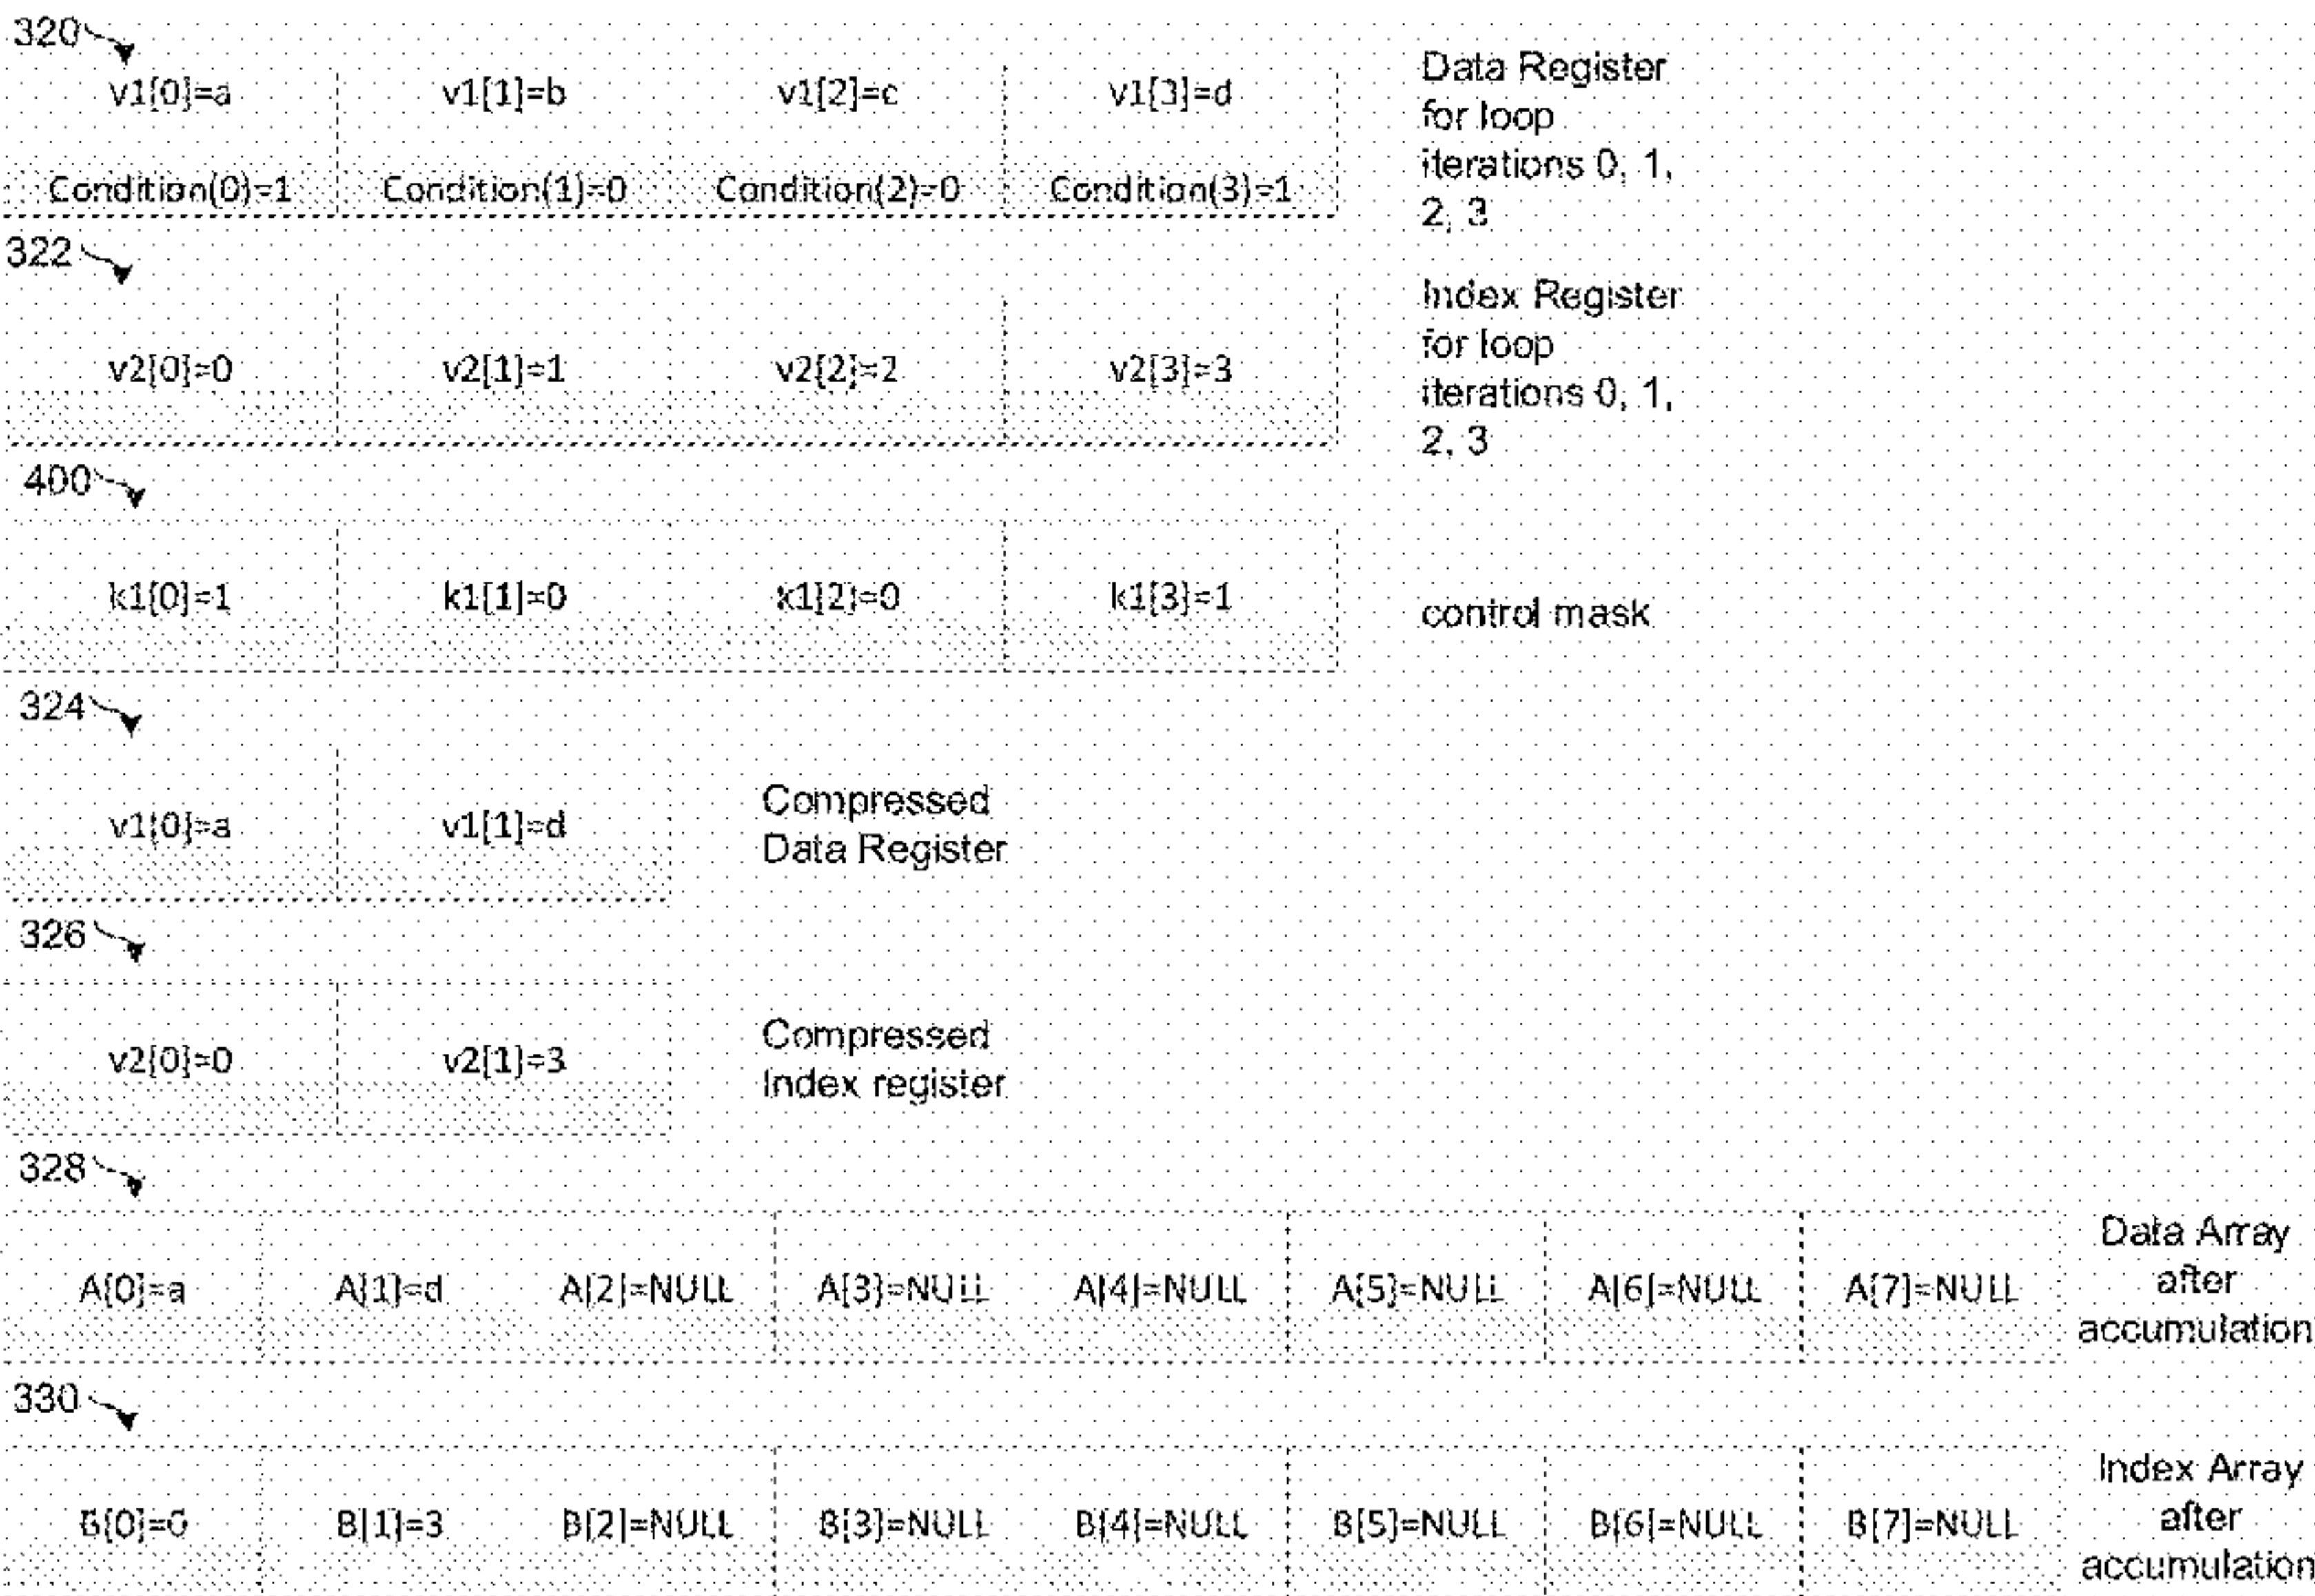 320
v1[0]=a v1[1]=b v1[2]=c v1[3]=d
Condition(0)=1 Condition(1)=0 Condition(2)=0 Condition(3)=1
Data Register
for loop
iterations 0, 1,
2, 3
322
v2[0]=0 v2[1]=1 v2[2]=2 v2[3]=3
Index Register
for loop
iterations 0, 1,
2, 3
400
k1[0]=1 k1[1]=0 k1[2]=0 k1[3]=1
control mask
324
v1[0]=a v1[1]=d
Compressed
Data Register
326
v2[0]=0 v2[1]=3
Compressed
Index register
328
A[0]=a A[1]=d A[2]=NULL A[3]=NULL A[4]=NULL A[5]=NULL A[6]=NULL A[7]=NULL
Data Array
after
accumulation
330
B[0]=0 B[1]=3 B[2]=NULL B[3]=NULL B[4]=NULL B[5]=NULL B[6]=NULL B[7]=NULL
Index Array
after
accumulation